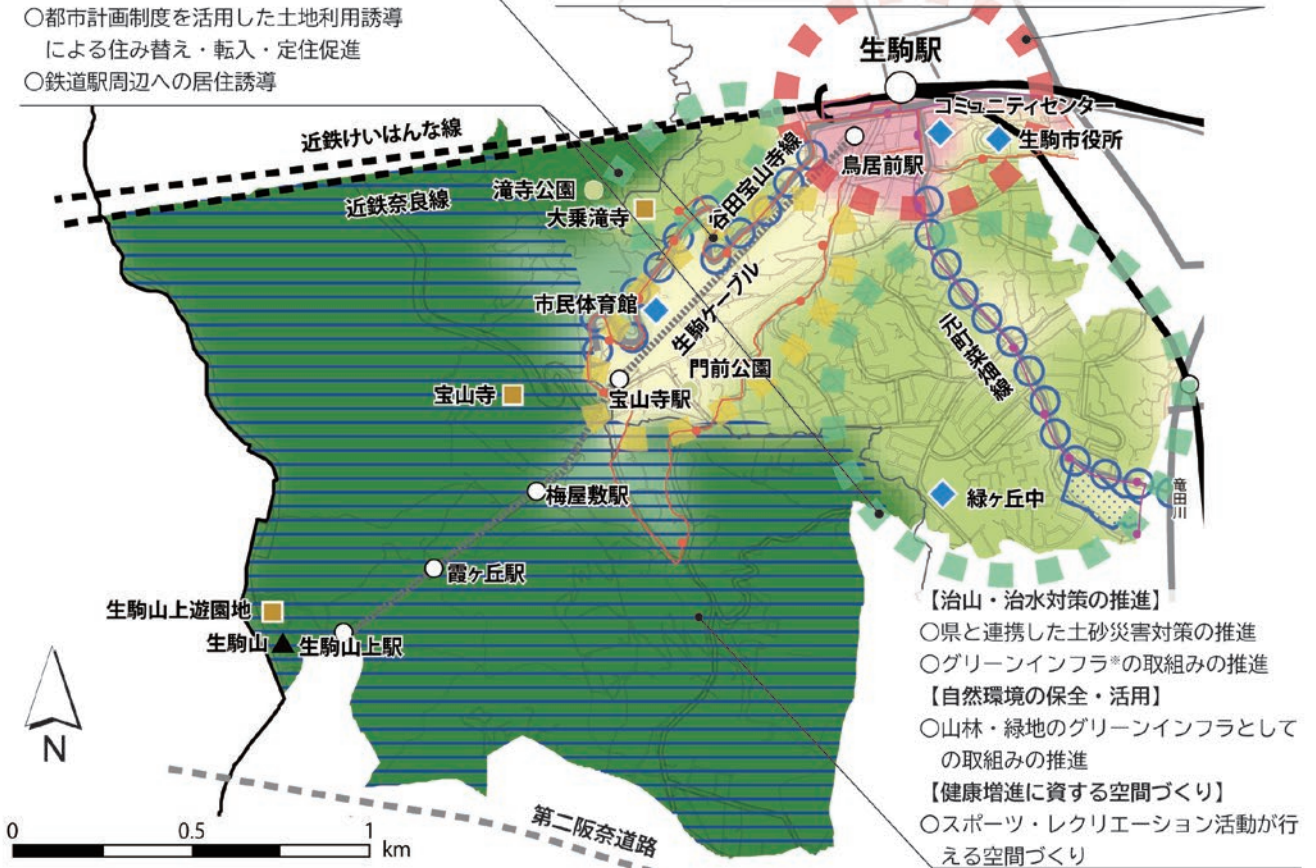 ○都市計画制度を活用した土地利用誘導
による住み替え・転入・定住促進
○鉄道駅周辺への居住誘導
生駒駅
コミュニティセンター
生駒市役所
鳥居前駅
近鉄けいはんな線
近鉄奈良線
滝寺公園
大乗滝寺
谷田宝山寺線
市民体育館
生駒ケーブル
元町菜畑線
門前公園
宝山寺
宝山寺駅
梅屋敷駅
緑ヶ丘中
竜田川
霞ヶ丘駅
生駒山上遊園地
生駒山
生駒山上駅
【治山・治水対策の推進】
○県と連携した土砂災害対策の推進
○グリーンインフラ※の取組みの推進
【自然環境の保全・活用】
○山林・緑地のグリーンインフラとして
の取組みの推進
【健康増進に資する空間づくり】
○スポーツ・レクリエーション活動が行
える空間づくり
N
第二阪奈道路
0 0.5 1 km